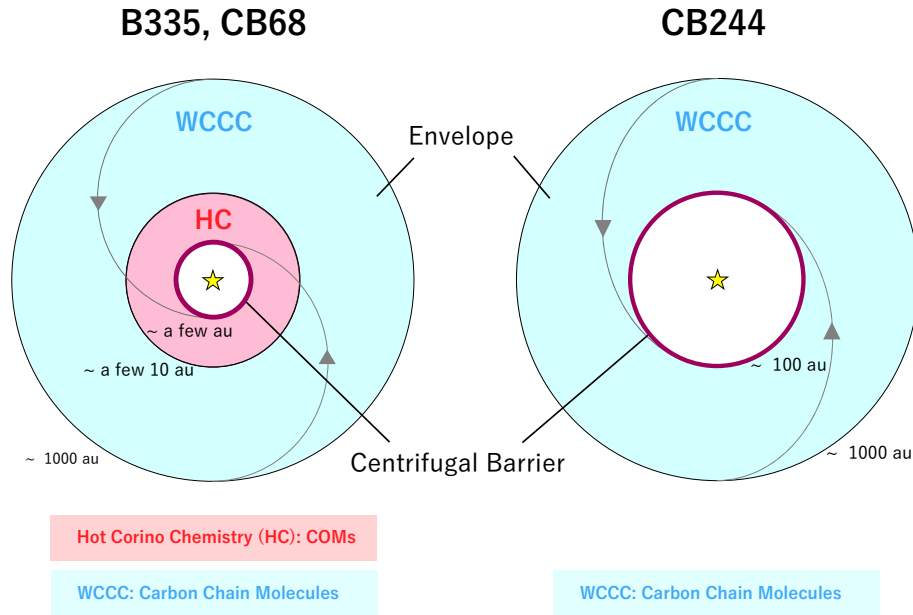 B335, CB68
CB244
WCCC
WCCC
Envelope
HC
~ a few au
~ a few 10 au
~ 100 au
~ 1000 au
~ 1000 au
Centrifugal Barrier
Hot Corino Chemistry (HC): COMs
WCCC: Carbon Chain Molecules
WCCC: Carbon Chain Molecules